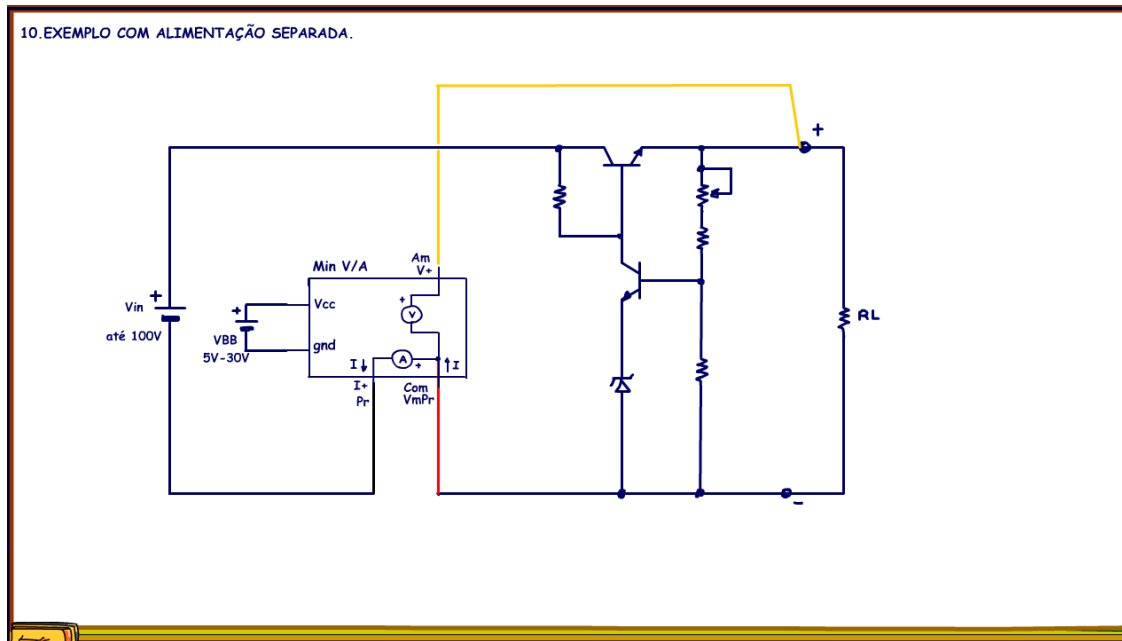 10.EXEMPLO COM ALIMENTAÇÃO SEPARADA.
+
Am
V+
Min V/A
Vin
+
até 100V
+
VBB
5V-30V
Vcc
gnd
+
V
A
+
I
I
I+
Pr
Com
VmPr
RL
-